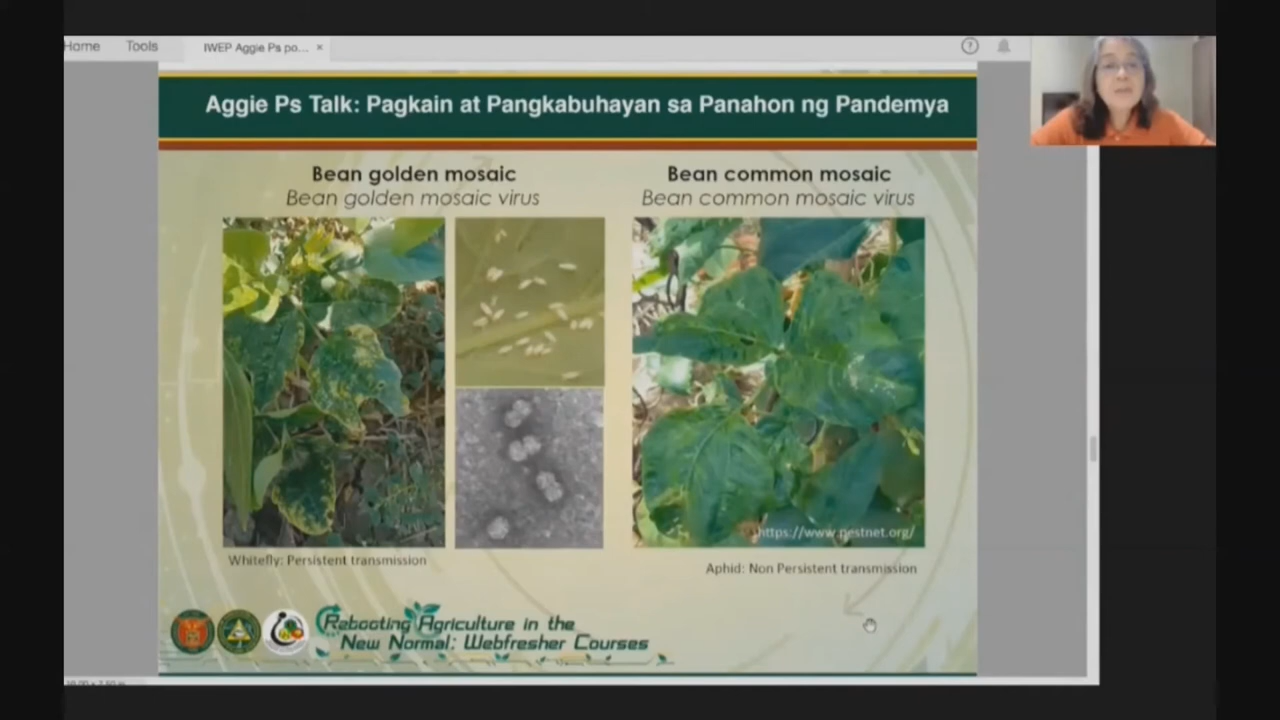 Home Tools IWEP Aggie Ps po... ×
Aggie Ps Talk: Pagkain at Pangkabuhayan sa Panahon ng Pandemya
Bean golden mosaic
Bean golden mosaic virus
Bean common mosaic
Bean common mosaic virus
https://www.pestnet.org/
Whitefly: Persistent transmission
Aphid: Non Persistent transmission
Rebooting Agriculture in the
New Normal: Webfresher Courses